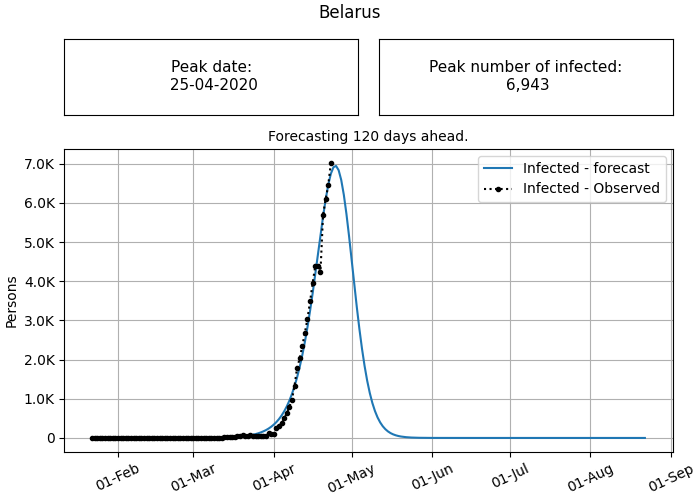 Belarus
Peak date:
25-04-2020
Peak number of infected:
6,943
Forecasting 120 days ahead.
7.0K
6.0K
5.0K
4.0K
3.0K
2.0K
1.0K
0
Persons
Infected - forecast
Infected - Observed
01-Feb
01-Mar
01-Apr
01-May
01-Jun
01-Jul
01-Aug
01-Sep